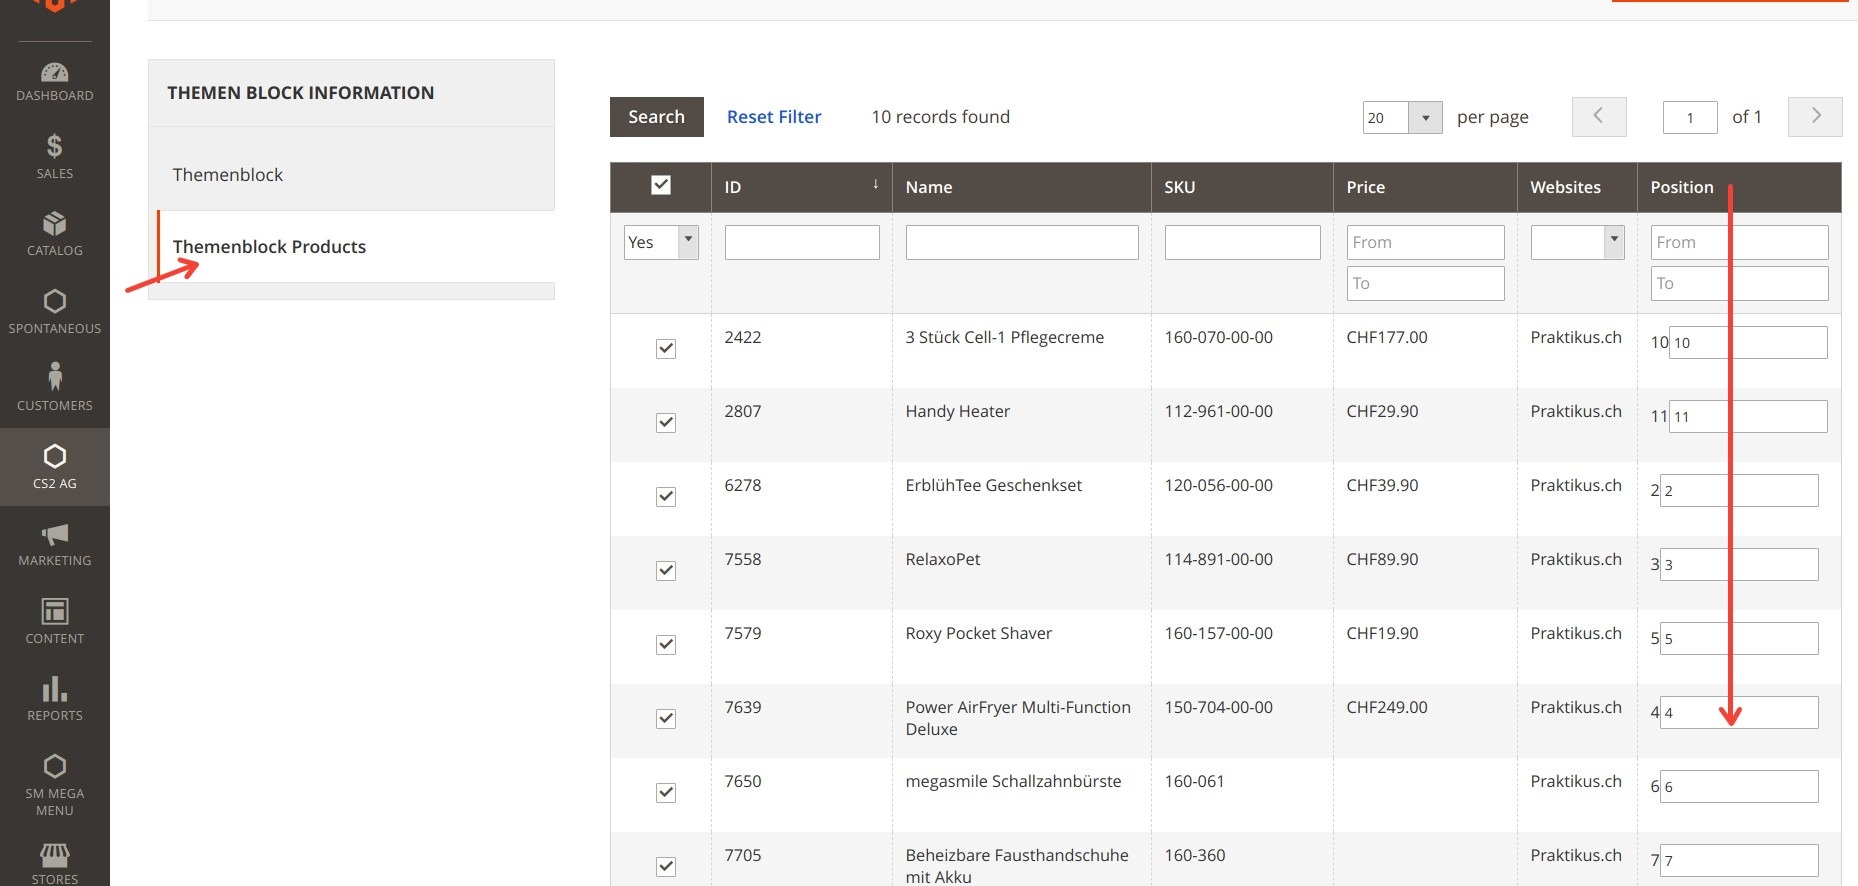 DASHBOARD
SALES
CATALOG
SPONTANEOUS
CUSTOMERS
CS2 AG
MARKETING
CONTENT
REPORTS
SM MEGA
MENU
STORES
THEMEN BLOCK INFORMATION
Themenblock
Themenblock Products
Search Reset Filter 10 records found 20 per page 1 of 1
ID Name SKU Price Websites Position
Yes From From
To To
2422 3 Stück Cell-1 Pflegecreme 160-070-00-00 CHF177.00 Praktikus.ch 10 10
2807 Handy Heater 112-961-00-00 CHF29.90 Praktikus.ch 11 11
6278 ErblühTee Geschenkset 120-056-00-00 CHF39.90 Praktikus.ch 2 2
7558 RelaxoPet 114-891-00-00 CHF89.90 Praktikus.ch 3 3
7579 Roxy Pocket Shaver 160-157-00-00 CHF19.90 Praktikus.ch 5 5
7639 Power AirFryer Multi-Function 150-704-00-00 CHF249.00 Praktikus.ch 4 4
Deluxe
7650 megasmile Schallzahnbürste 160-061 Praktikus.ch 6 6
7705 Beheizbare Fausthandschuhe 160-360 Praktikus.ch 7 7
mit Akku